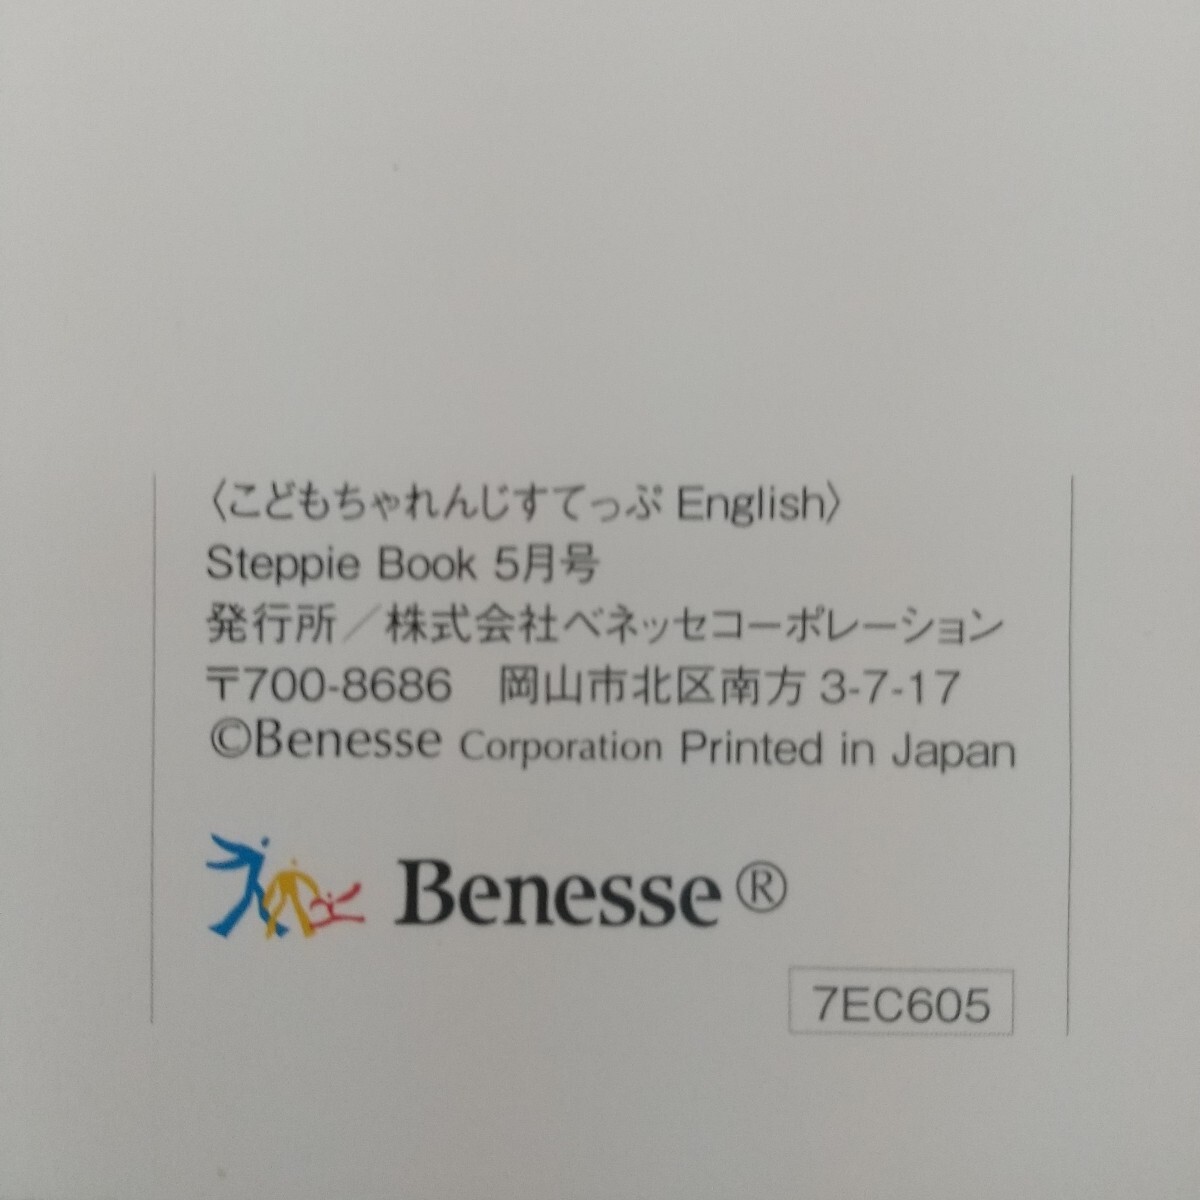 〈こどもちゃれんじすてっぷ English〉
Steppie Book 5月号
発行所／株式会社ベネッセコーポレーション
〒700-8686　岡山市北区南方 3-7-17
©Benesse Corporation Printed in Japan
Benesse®
7EC605